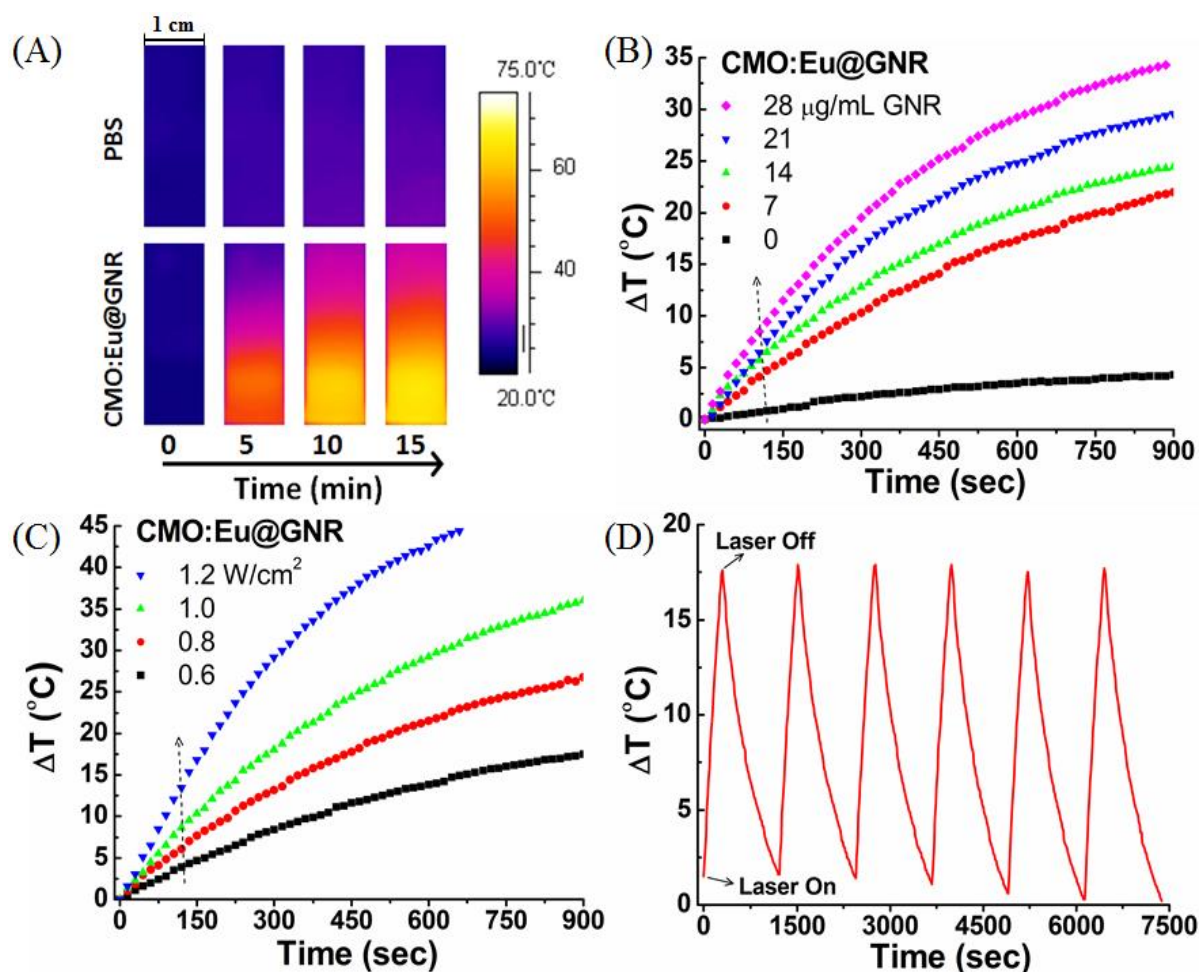 (A)
1 cm
PBS
CMO:Eu@GNR
75.0°C
60
40
20.0°C
0 5 10 15
Time (min)
(B)
CMO:Eu@GNR
28 μg/mL GNR
21
14
7
0
ΔT (°C)
35
30
25
20
15
10
5
0
0 150 300 450 600 750 900
Time (sec)
(C)
CMO:Eu@GNR
1.2 W/cm²
1.0
0.8
0.6
ΔT (°C)
45
40
35
30
25
20
15
10
5
0
0 150 300 450 600 750 900
Time (sec)
(D)
Laser Off
Laser On
ΔT (°C)
20
15
10
5
0
0 1500 3000 4500 6000 7500
Time (sec)